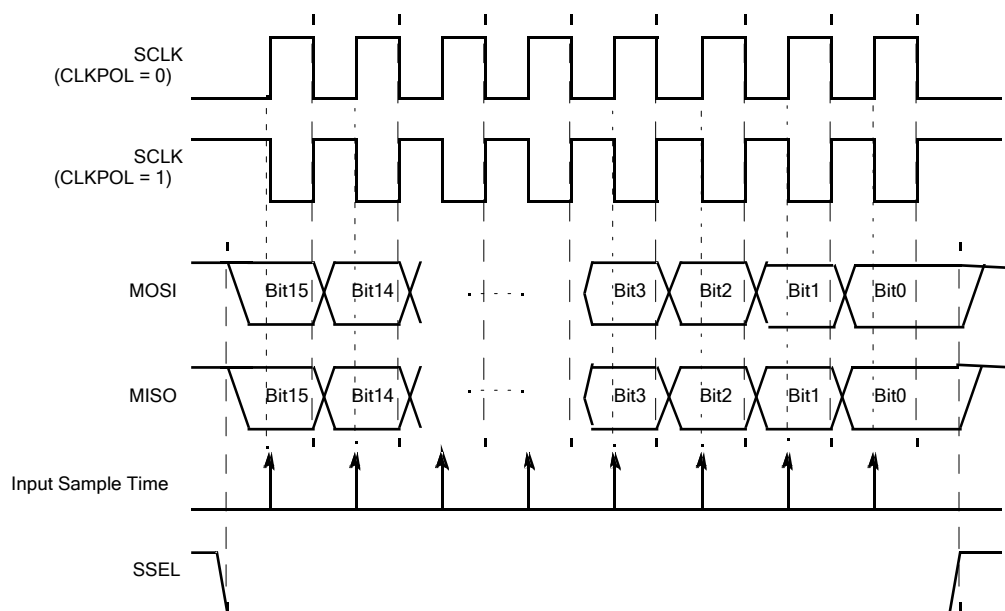 SCLK
(CLKPOL = 0)
SCLK
(CLKPOL = 1)
MOSI
Bit15
Bit14
Bit3
Bit2
Bit1
Bit0
MISO
Bit15
Bit14
Bit3
Bit2
Bit1
Bit0
Input Sample Time
SSEL